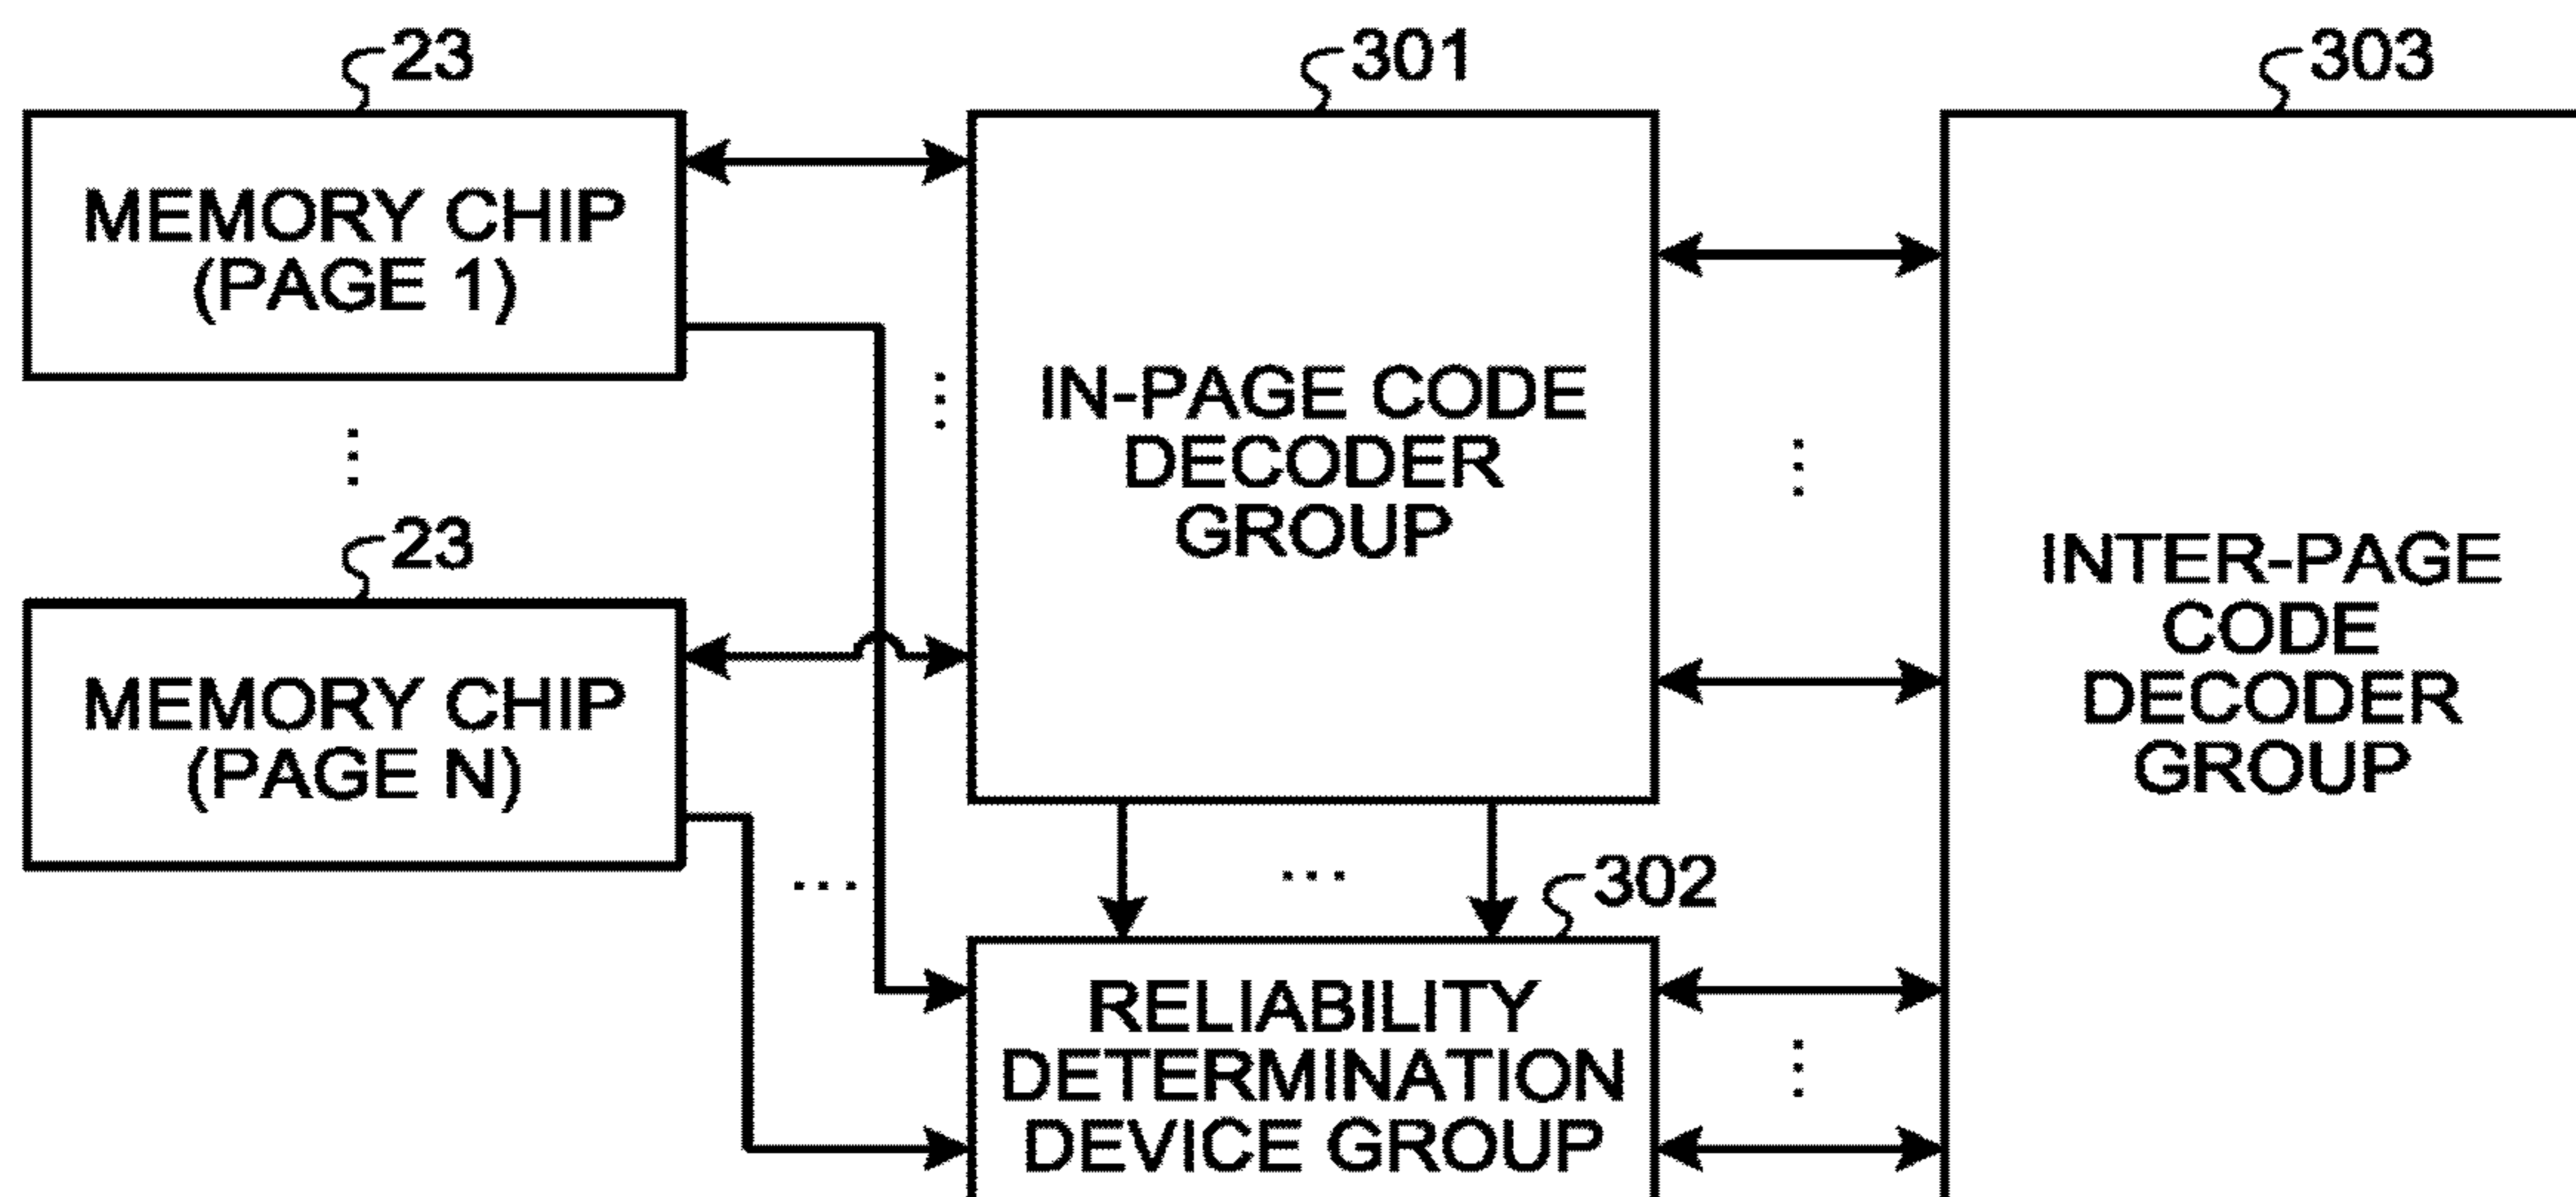 23
MEMORY CHIP
(PAGE 1)
23
MEMORY CHIP
(PAGE N)
301
IN-PAGE CODE
DECODER
GROUP
302
RELIABILITY
DETERMINATION
DEVICE GROUP
303
INTER-PAGE
CODE
DECODER
GROUP